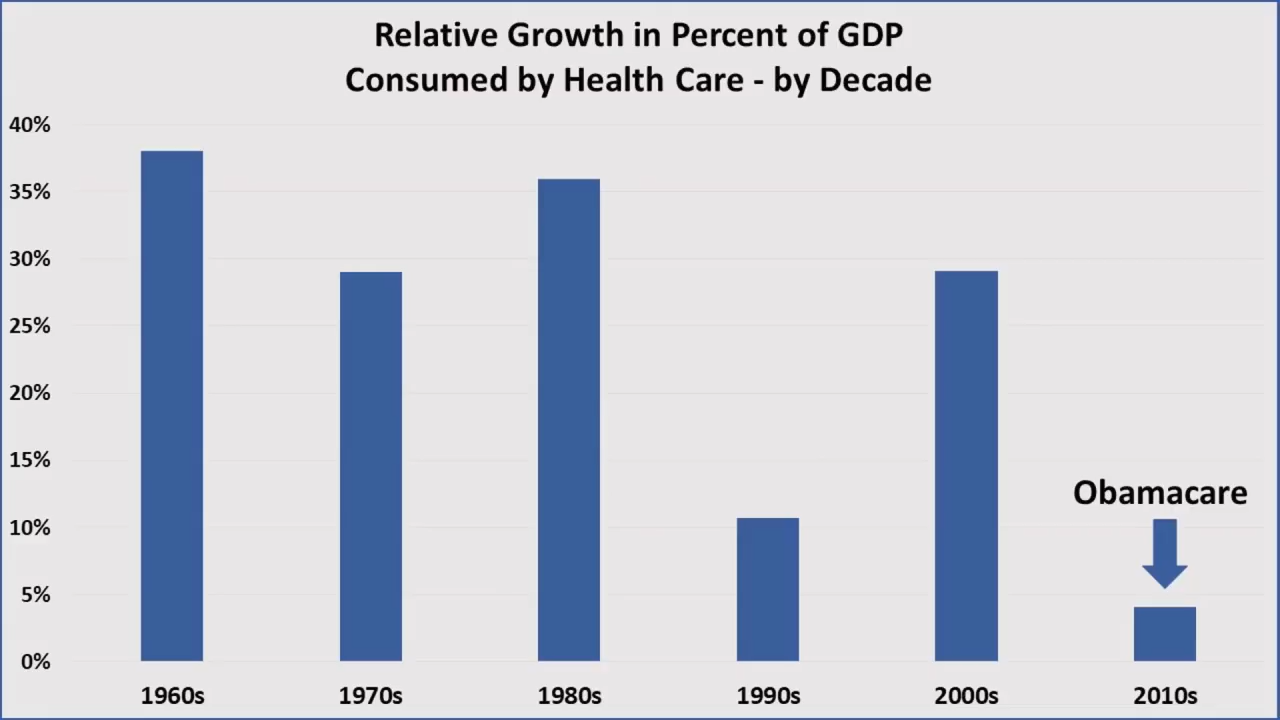 Relative Growth in Percent of GDP
Consumed by Health Care - by Decade
40%
35%
30%
25%
20%
15%
10%
5%
0%
Obamacare
1960s 1970s 1980s 1990s 2000s 2010s